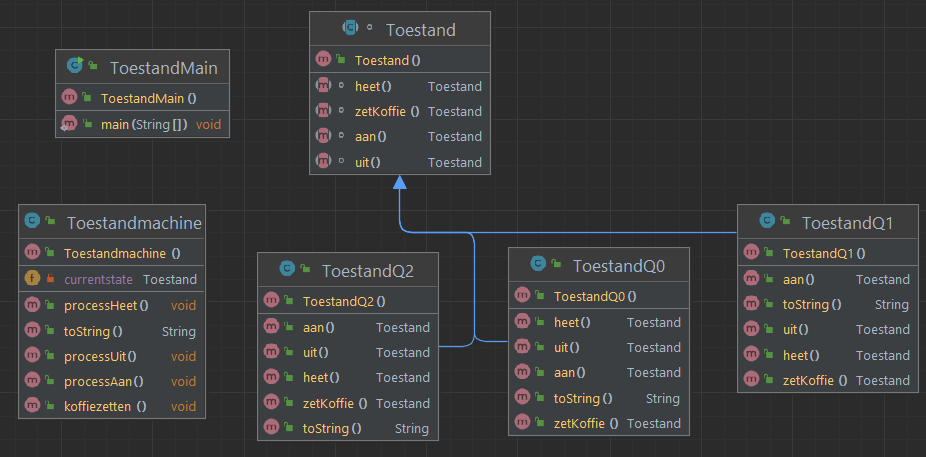 Toestand
Toestand()
heet() Toestand
zetKoffie () Toestand
aan() Toestand
uit() Toestand
ToestandMain
ToestandMain ()
main(String[]) void
Toestandmachine
Toestandmachine ()
currentstate Toestand
processHeet() void
toString() String
processUit() void
processAan() void
koffiezetten () void
ToestandQ2
ToestandQ2()
aan() Toestand
uit() Toestand
heet() Toestand
zetKoffie () Toestand
toString() String
ToestandQ0
ToestandQ0()
heet() Toestand
uit() Toestand
aan() Toestand
toString() String
zetKoffie () Toestand
ToestandQ1
ToestandQ1()
aan() Toestand
toString() String
uit() Toestand
heet() Toestand
zetKoffie () Toestand